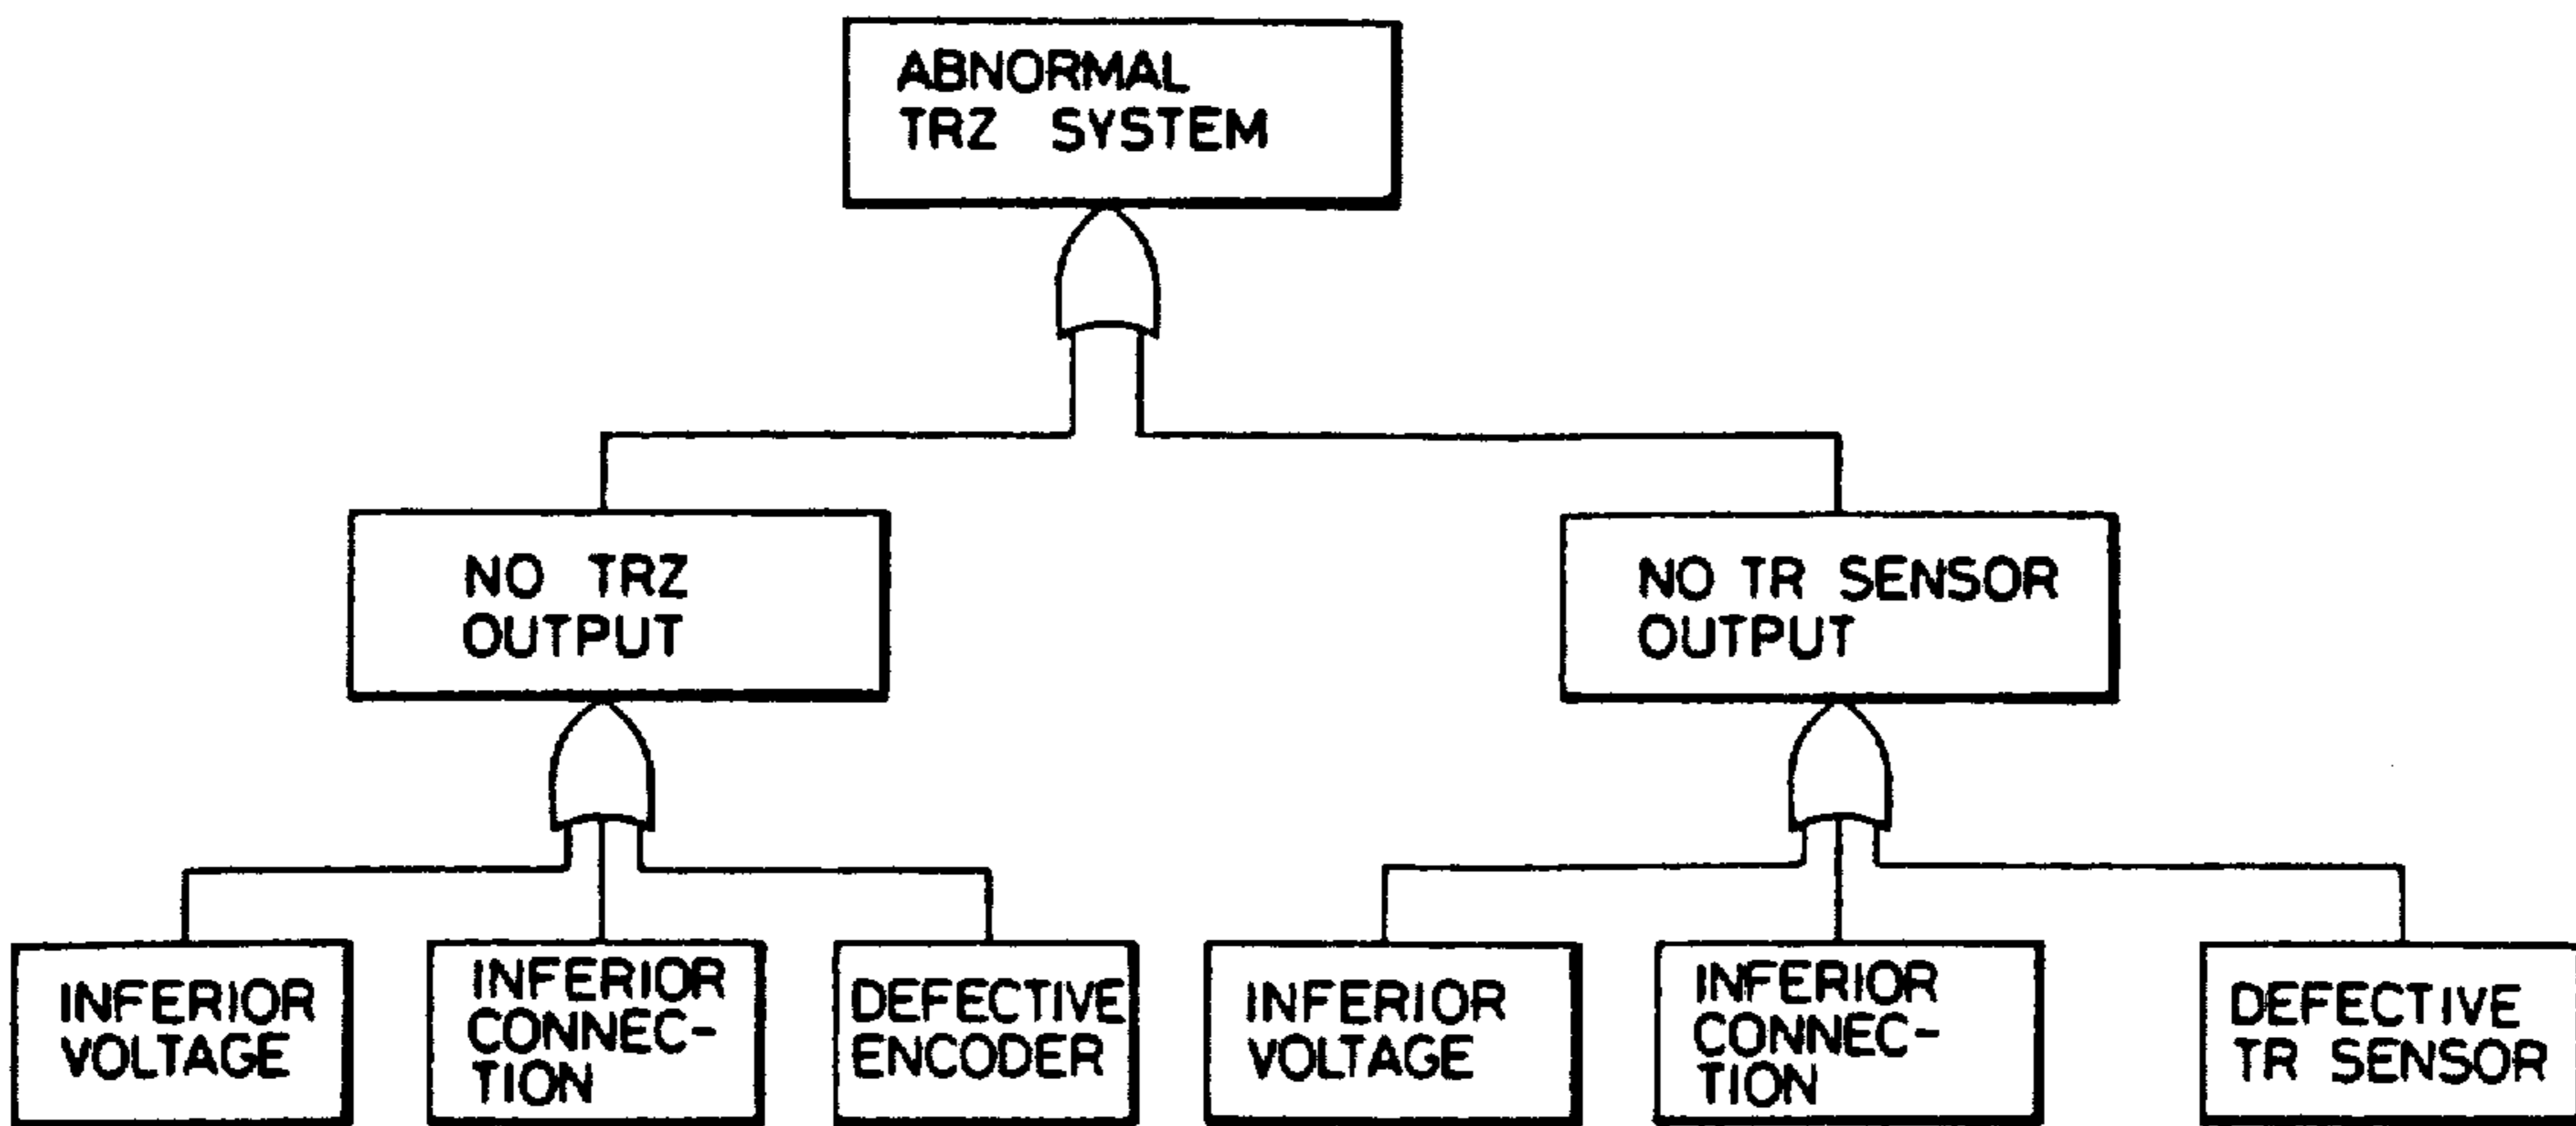 ABNORMAL
TRZ SYSTEM
NO TRZ
OUTPUT
NO TR SENSOR
OUTPUT
INFERIOR
VOLTAGE
INFERIOR
CONNEC-
TION
DEFECTIVE
ENCODER
INFERIOR
VOLTAGE
INFERIOR
CONNEC-
TION
DEFECTIVE
TR SENSOR